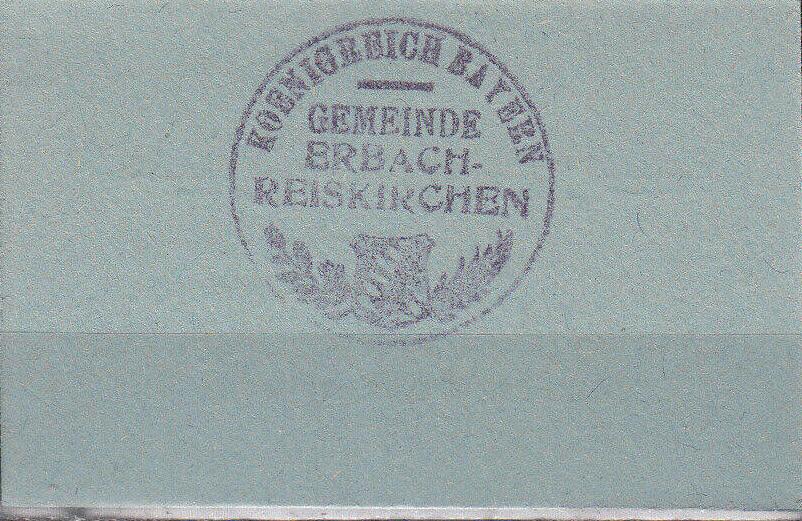 KOENIGREICH BAYERN
GEMEINDE
ERBACH-
REISKIRCHEN